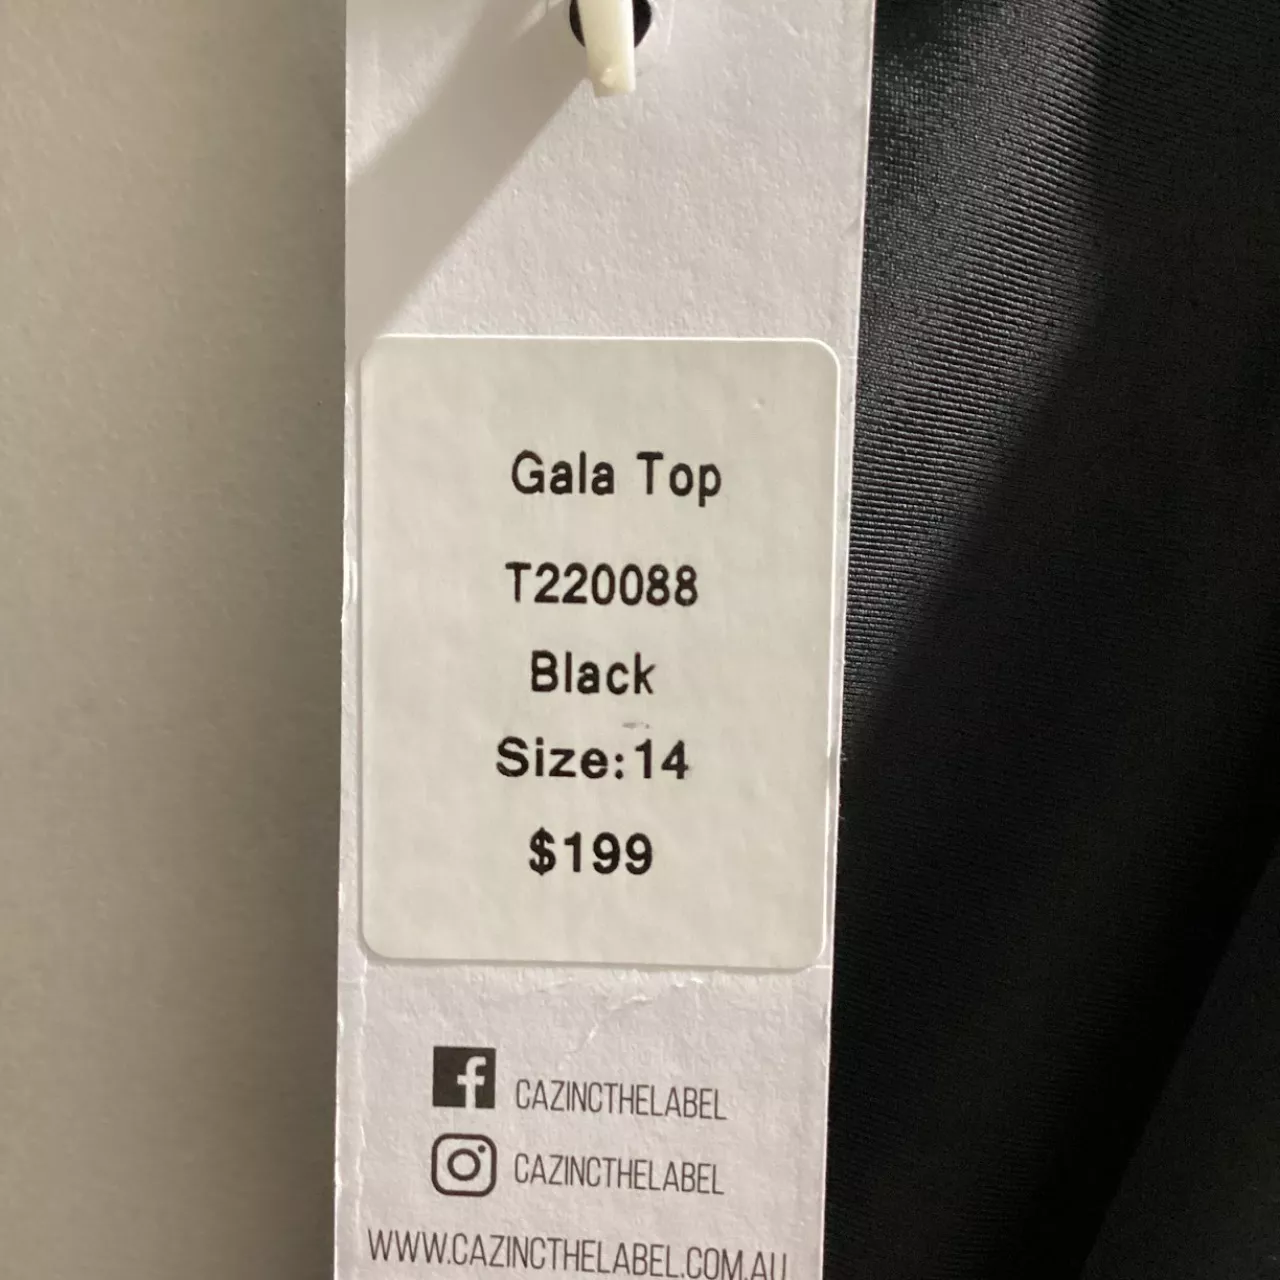 Gala Top
T220088
Black
Size:14
$199
CAZINCTHELABEL
CAZINCTHELABEL
WWW.CAZINCTHELABEL.COM.AU